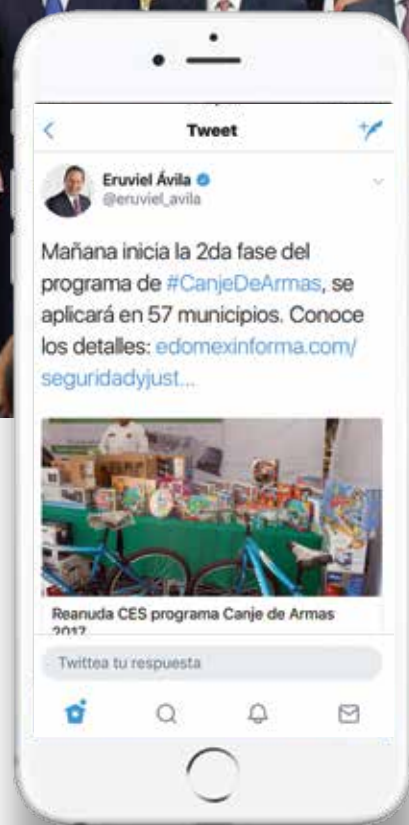 Tweet
Eruviel Ávila
@eruviel_avila
Mañana inicia la 2da fase del
programa de #CanjeDeArmas, se
aplicará en 57 municipios. Conoce
los detalles: edomexinforma.com/
seguridadyjust...
Reanuda CES programa Canje de Armas
2017
Twittea tu respuesta